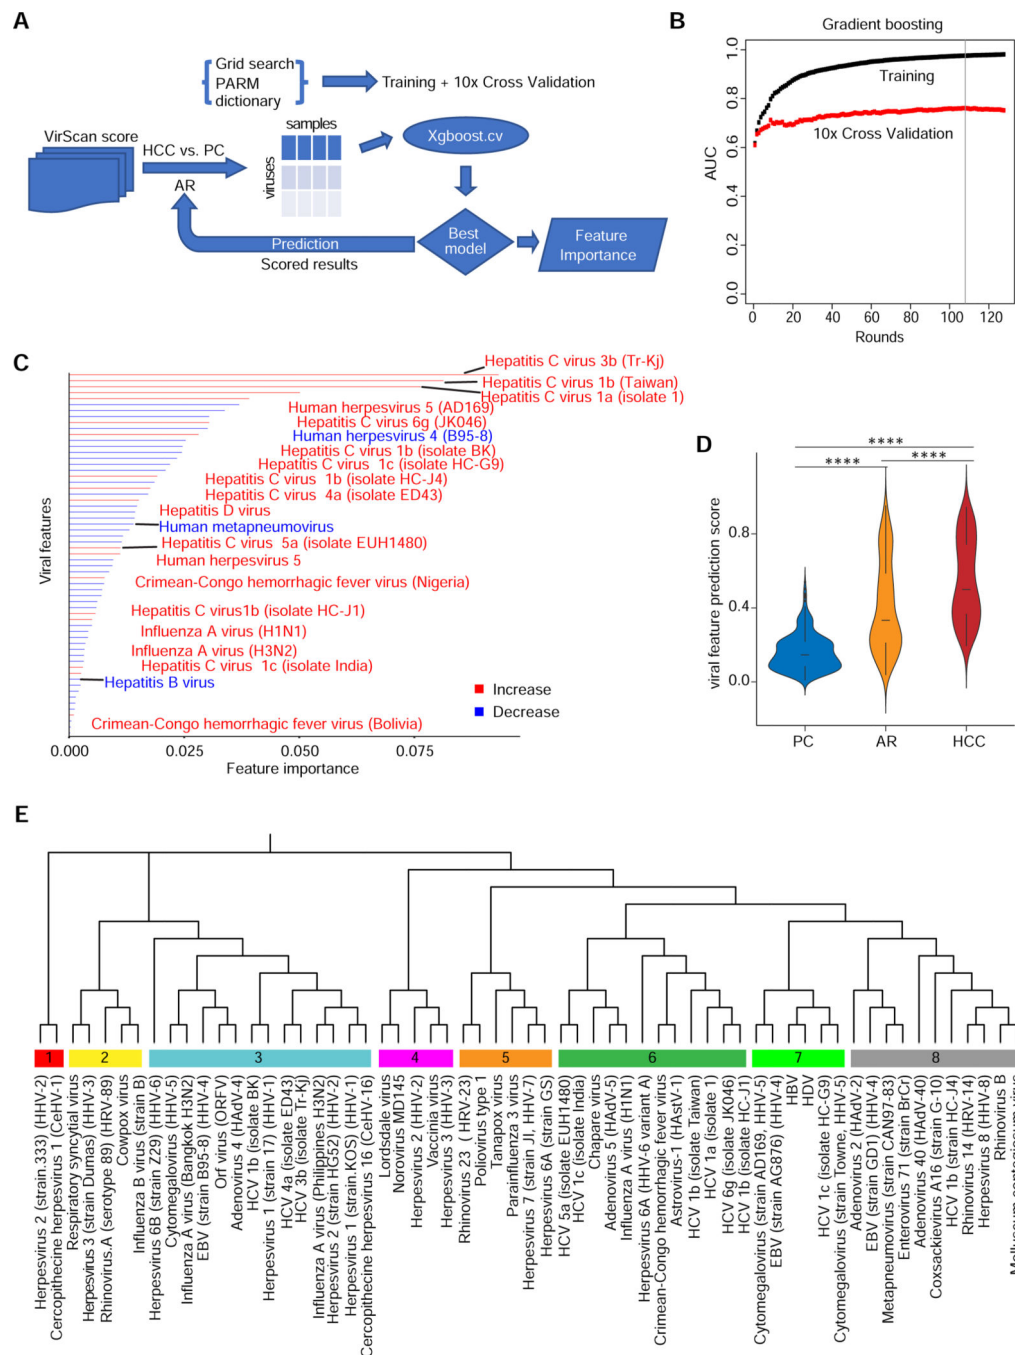 A
Grid search
PARM
dictionary
Training + 10x Cross Validation
samples
viruses
VirScan score
HCC vs. PC
AR
Xgboost.cv
Prediction
Scored results
Best
model
Feature
Importance
B
Gradient boosting
AUC
0.0
0.2
0.4
0.6
0.8
1.0
Training
10x Cross Validation
0
20
40
60
80
100
120
Rounds
C
Viral features
Hepatitis C virus 3b (Tr-Kj)
Hepatitis C virus 1b (Taiwan)
Hepatitis C virus 1a (isolate 1)
Human herpesvirus 5 (AD169)
Hepatitis C virus 6g (JK046)
Human herpesvirus 4 (B95-8)
Hepatitis C virus 1b (isolate BK)
Hepatitis C virus 1c (isolate HC-G9)
Hepatitis C virus 1b (isolate HC-J4)
Hepatitis C virus 4a (isolate ED43)
Hepatitis D virus
Human metapneumovirus
Hepatitis C virus 5a (isolate EUH1480)
Human herpesvirus 5
Crimean-Congo hemorrhagic fever virus (Nigeria)
Hepatitis C virus1b (isolate HC-J1)
Influenza A virus (H1N1)
Influenza A virus (H3N2)
Hepatitis C virus 1c (isolate India)
Hepatitis B virus
Crimean-Congo hemorrhagic fever virus (Bolivia)
Increase
Decrease
0.000
0.025
0.050
0.075
Feature importance
D
viral feature prediction score
0.8
0.4
0.0
****
****
****
PC
AR
HCC
E
1
2
3
4
5
6
7
8
Herpesvirus 2 (strain.333) (HHV-2)
Cercopithecine herpesvirus 1 (CeHV-1)
Respiratory syncytial virus
Herpesvirus 3 (strain Dumas) (HHV-3)
Rhinovirus.A (serotype 89) (HRV-89)
Cowpox virus
Influenza B virus (strain B)
Herpesvirus 6B (strain Z29) (HHV-6)
Cytomegalovirus (HHV-5)
Influenza A virus (Bangkok H3N2)
EBV (strain B95-8) (HHV-4)
Orf virus (ORFV)
Adenovirus 4 (HAdV-4)
HCV 1b (isolate BK)
Herpesvirus 1 (strain 17) (HHV-1)
HCV 4a (isolate ED43)
HCV 3b (isolate Tr-Kj)
Influenza A virus (Philippines H3N2)
Herpesvirus 2 (strain HG52) (HHV-2)
Herpesvirus 1 (strain.KOS) (HHV-1)
Cercopithecine herpesvirus 16 (CeHV-16)
Lordsdale virus
Norovirus MD145
Herpesvirus 2 (HHV-2)
Vaccinia virus
Herpesvirus 3 (HHV-3)
Rhinovirus 23 ( HRV-23)
Poliovirus type 1
Tanapox virus
Parainfluenza 3 virus
Herpesvirus 7 (strain JI, HHV-7)
Herpesvirus 6A (strain GS)
HCV 5a (isolate EUH1480)
HCV 1c (isolate India)
Chapare virus
Adenovirus 5 (HAdV-5)
Influenza A virus (H1N1)
Herpesvirus 6A (HHV-6 variant A)
Crimean-Congo hemorrhagic fever virus
Astrovirus-1 (HAstV-1)
HCV 1b (isolate Taiwan)
HCV 1a (isolate 1)
HCV 6g (isolate JK046)
HCV 1b (isolate HC-J1)
Cytomegalovirus (strain AD169, HHV-5)
EBV (strain AG876) (HHV-4)
HBV
HDV
HCV 1c (isolate HC-G9)
Cytomegalovirus (strain Towne, HHV-5)
Adenovirus 2 (HAdV-2)
EBV (strain GD1) (HHV-4)
Metapneumovirus (strain CAN97-83)
Enterovirus 71 (strain BrCr)
Adenovirus 40 (HAdV-40)
Coxsackievirus A16 (strain G-10)
HCV 1b (strain HC-J4)
Rhinovirus 14 (HRV-14)
Herpesvirus 8 (HHV-8)
Rhinovirus B